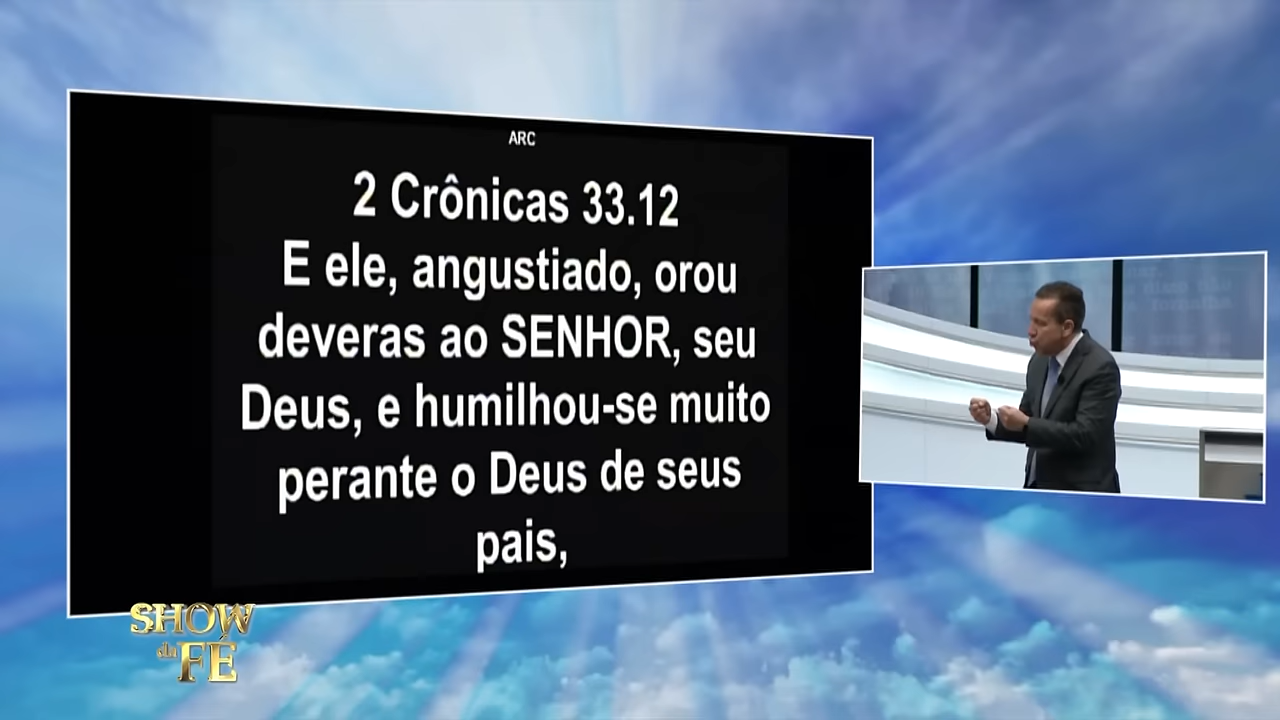 ARC
2 Crônicas 33.12
E ele, angustiado, orou
deveras ao SENHOR, seu
Deus, e humilhou-se muito
perante o Deus de seus
pais,
SHOW
da FÉ